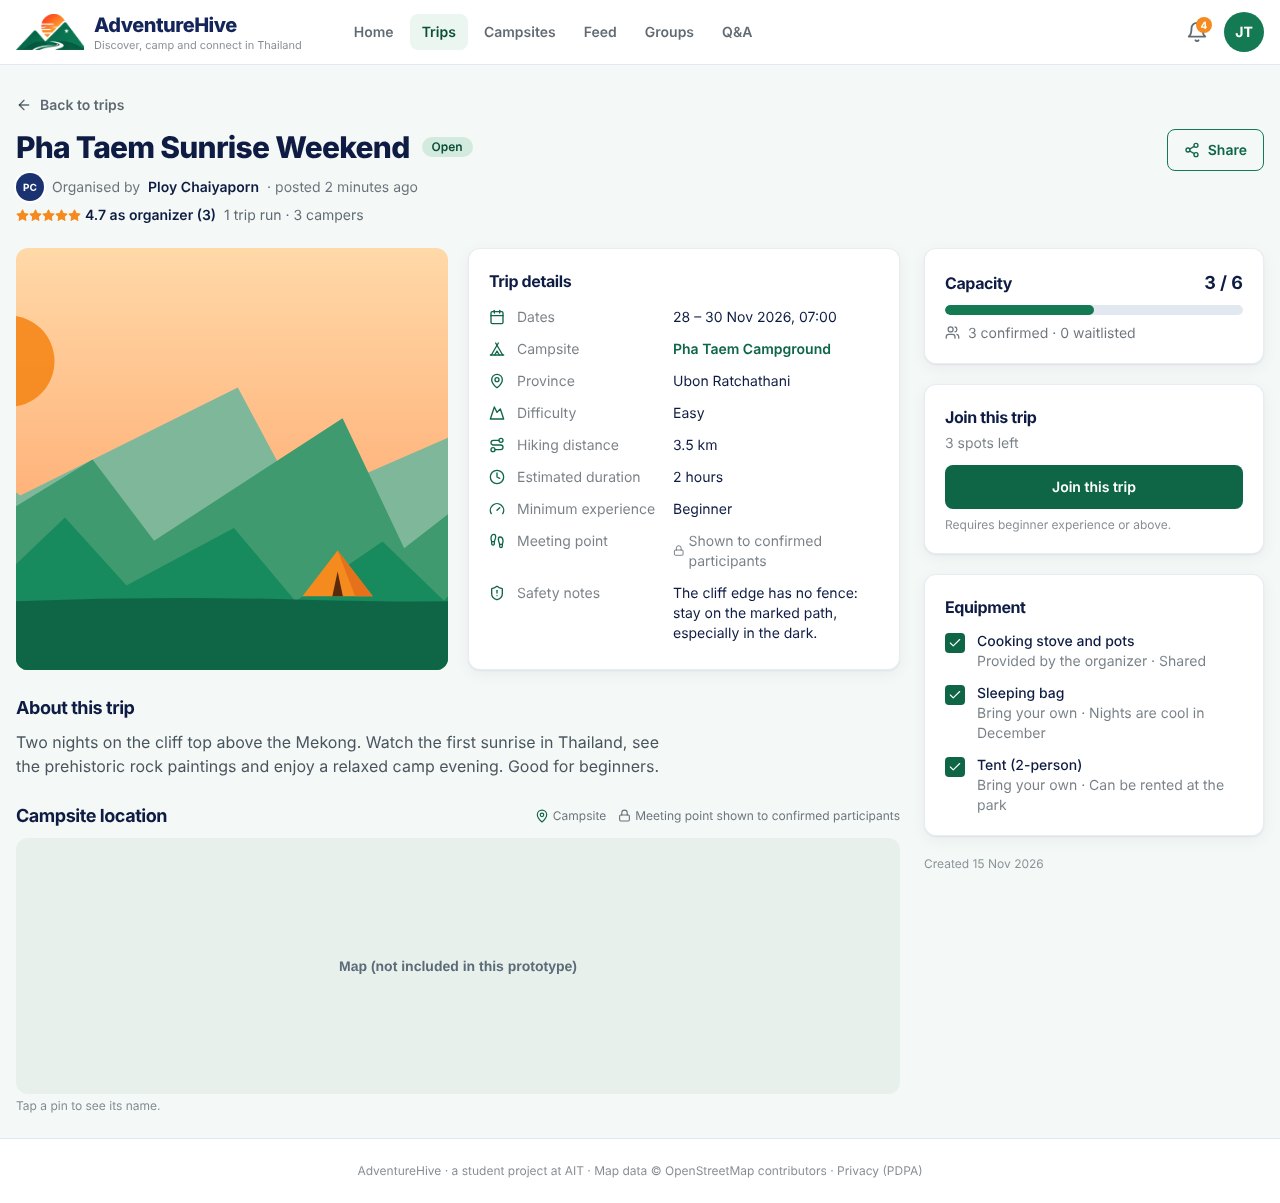 AdventureHive
Discover, camp and connect in Thailand
Home
Trips
Campsites
Feed
Groups
Q&A
4
JT
Back to trips
Pha Taem Sunrise Weekend
Open
Share
PC
Organised by Ploy Chaiyaporn · posted 2 minutes ago
4.7 as organizer (3) 1 trip run · 3 campers
Trip details
Dates
28 – 30 Nov 2026, 07:00
Campsite
Pha Taem Campground
Province
Ubon Ratchathani
Difficulty
Easy
Hiking distance
3.5 km
Estimated duration
2 hours
Minimum experience
Beginner
Meeting point
Shown to confirmed
participants
Safety notes
The cliff edge has no fence:
stay on the marked path,
especially in the dark.
Capacity
3 / 6
3 confirmed · 0 waitlisted
Join this trip
3 spots left
Join this trip
Requires beginner experience or above.
Equipment
Cooking stove and pots
Provided by the organizer · Shared
Sleeping bag
Bring your own · Nights are cool in
December
Tent (2-person)
Bring your own · Can be rented at the
park
Created 15 Nov 2026
About this trip
Two nights on the cliff top above the Mekong. Watch the first sunrise in Thailand, see
the prehistoric rock paintings and enjoy a relaxed camp evening. Good for beginners.
Campsite location
Campsite
Meeting point shown to confirmed participants
Map (not included in this prototype)
Tap a pin to see its name.
AdventureHive · a student project at AIT · Map data © OpenStreetMap contributors · Privacy (PDPA)